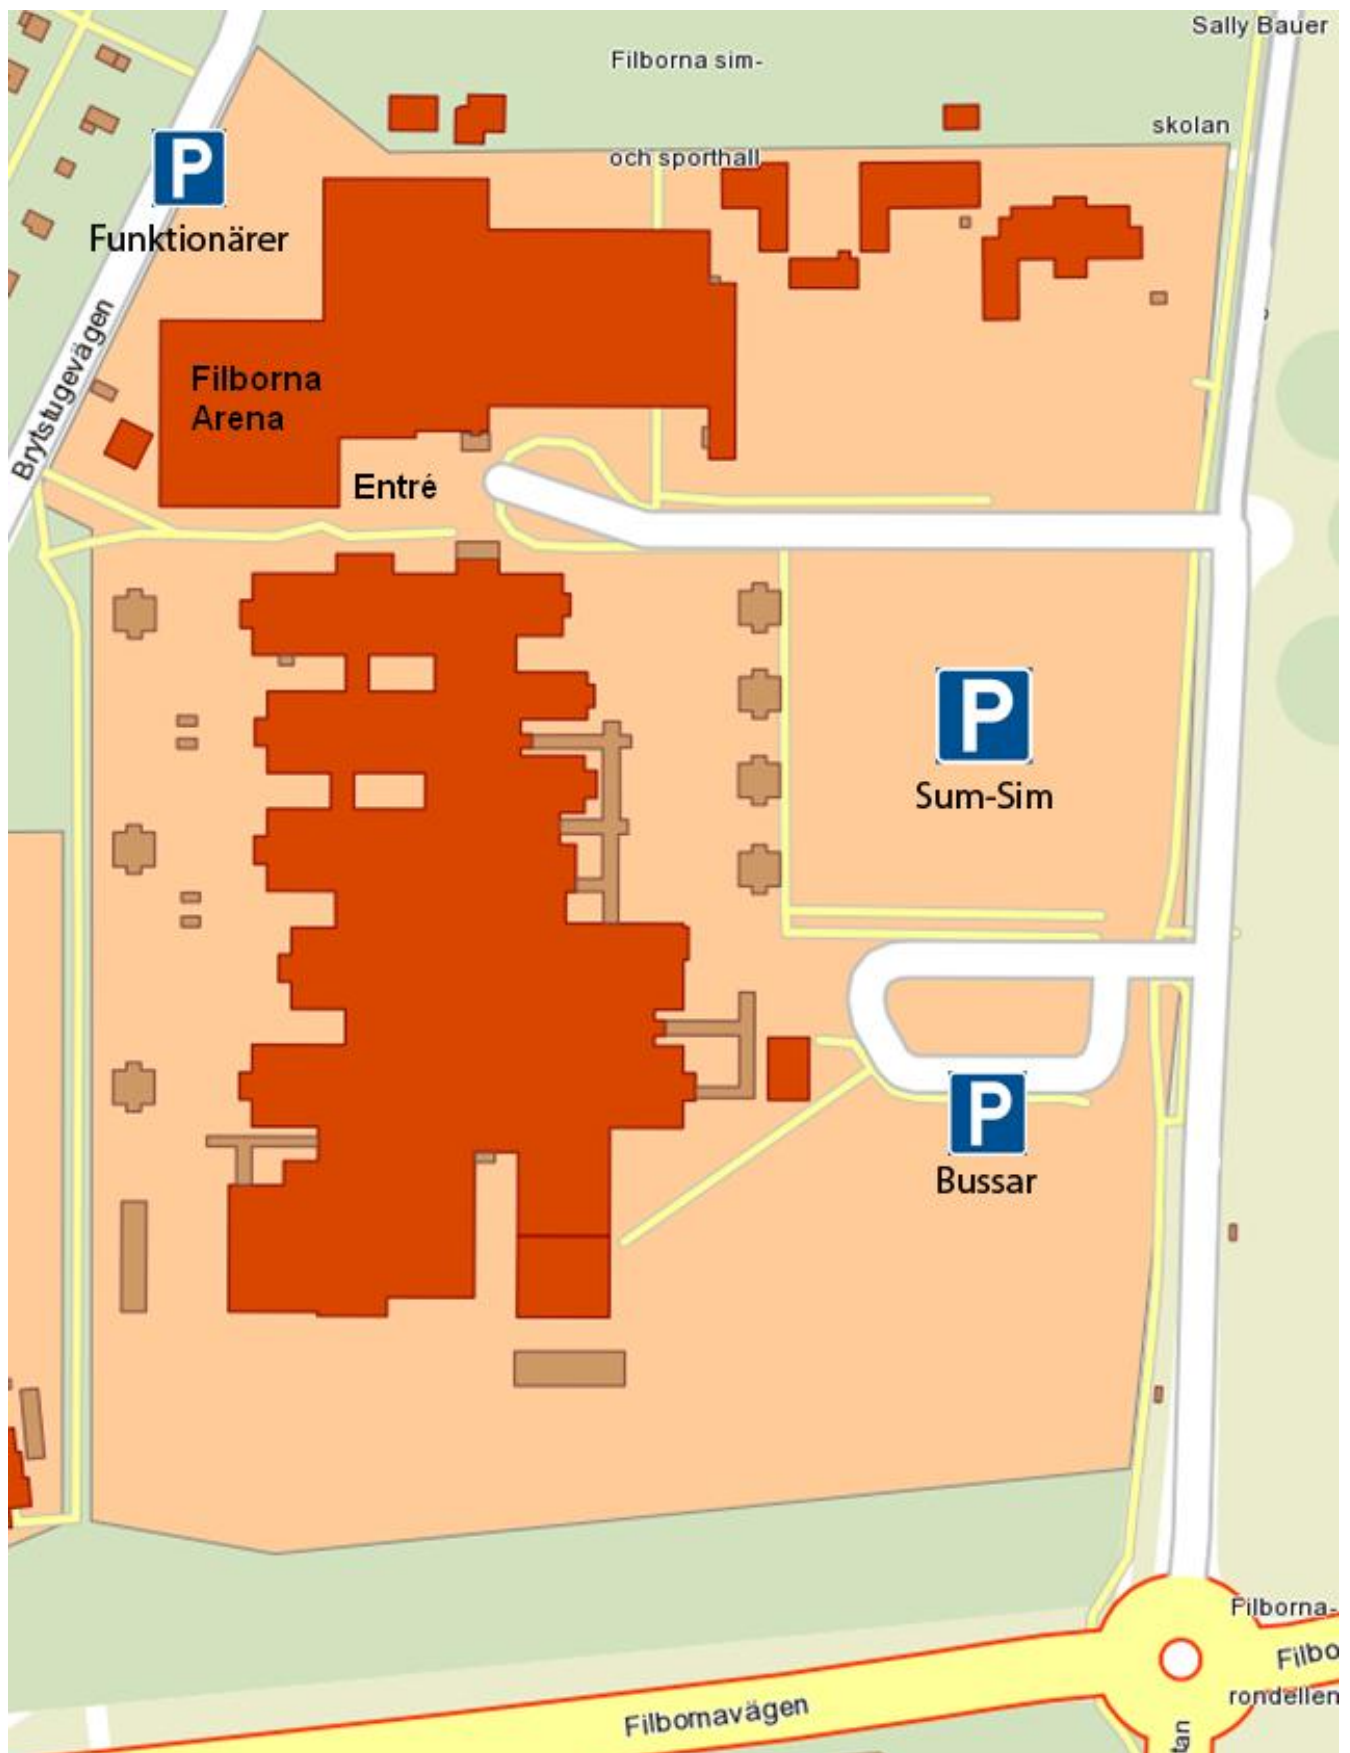 Sally Bauer
Filborna sim-
skolan
och sporthall
P
Funktionärer
Brytstugevägen
Filborna
Arena
Entré
P
Sum-Sim
P
Bussar
Filborna-
Filbo
rondellen
Filbornavägen